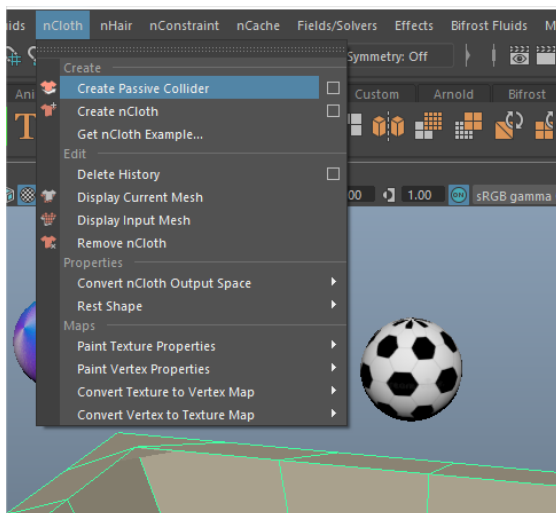 ids nCloth nHair nConstraint nCache Fields/Solvers Effects Bifrost Fluids M
Symmetry: Off
Create
Ani Create Passive Collider Custom Arnold Bifrost
T Create nCloth
Get nCloth Example...
Edit
Delete History
Display Current Mesh 00 1.00 ON sRGB gamma
Display Input Mesh
Remove nCloth
Properties
Convert nCloth Output Space
Rest Shape
Maps
Paint Texture Properties
Paint Vertex Properties
Convert Texture to Vertex Map
Convert Vertex to Texture Map